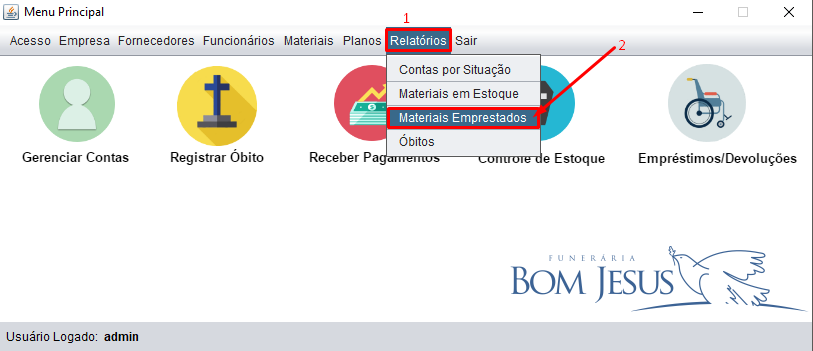 Menu Principal
1
Acesso Empresa Fornecedores Funcionários Materiais Planos Relatórios Sair
2
Contas por Situação
Materiais em Estoque
Materiais Emprestados
Óbitos
Gerenciar Contas Registrar Óbito Receber Pagamentos Controle de Estoque Empréstimos/Devoluções
FUNERÁRIA
BOM JESUS
Usuário Logado: admin